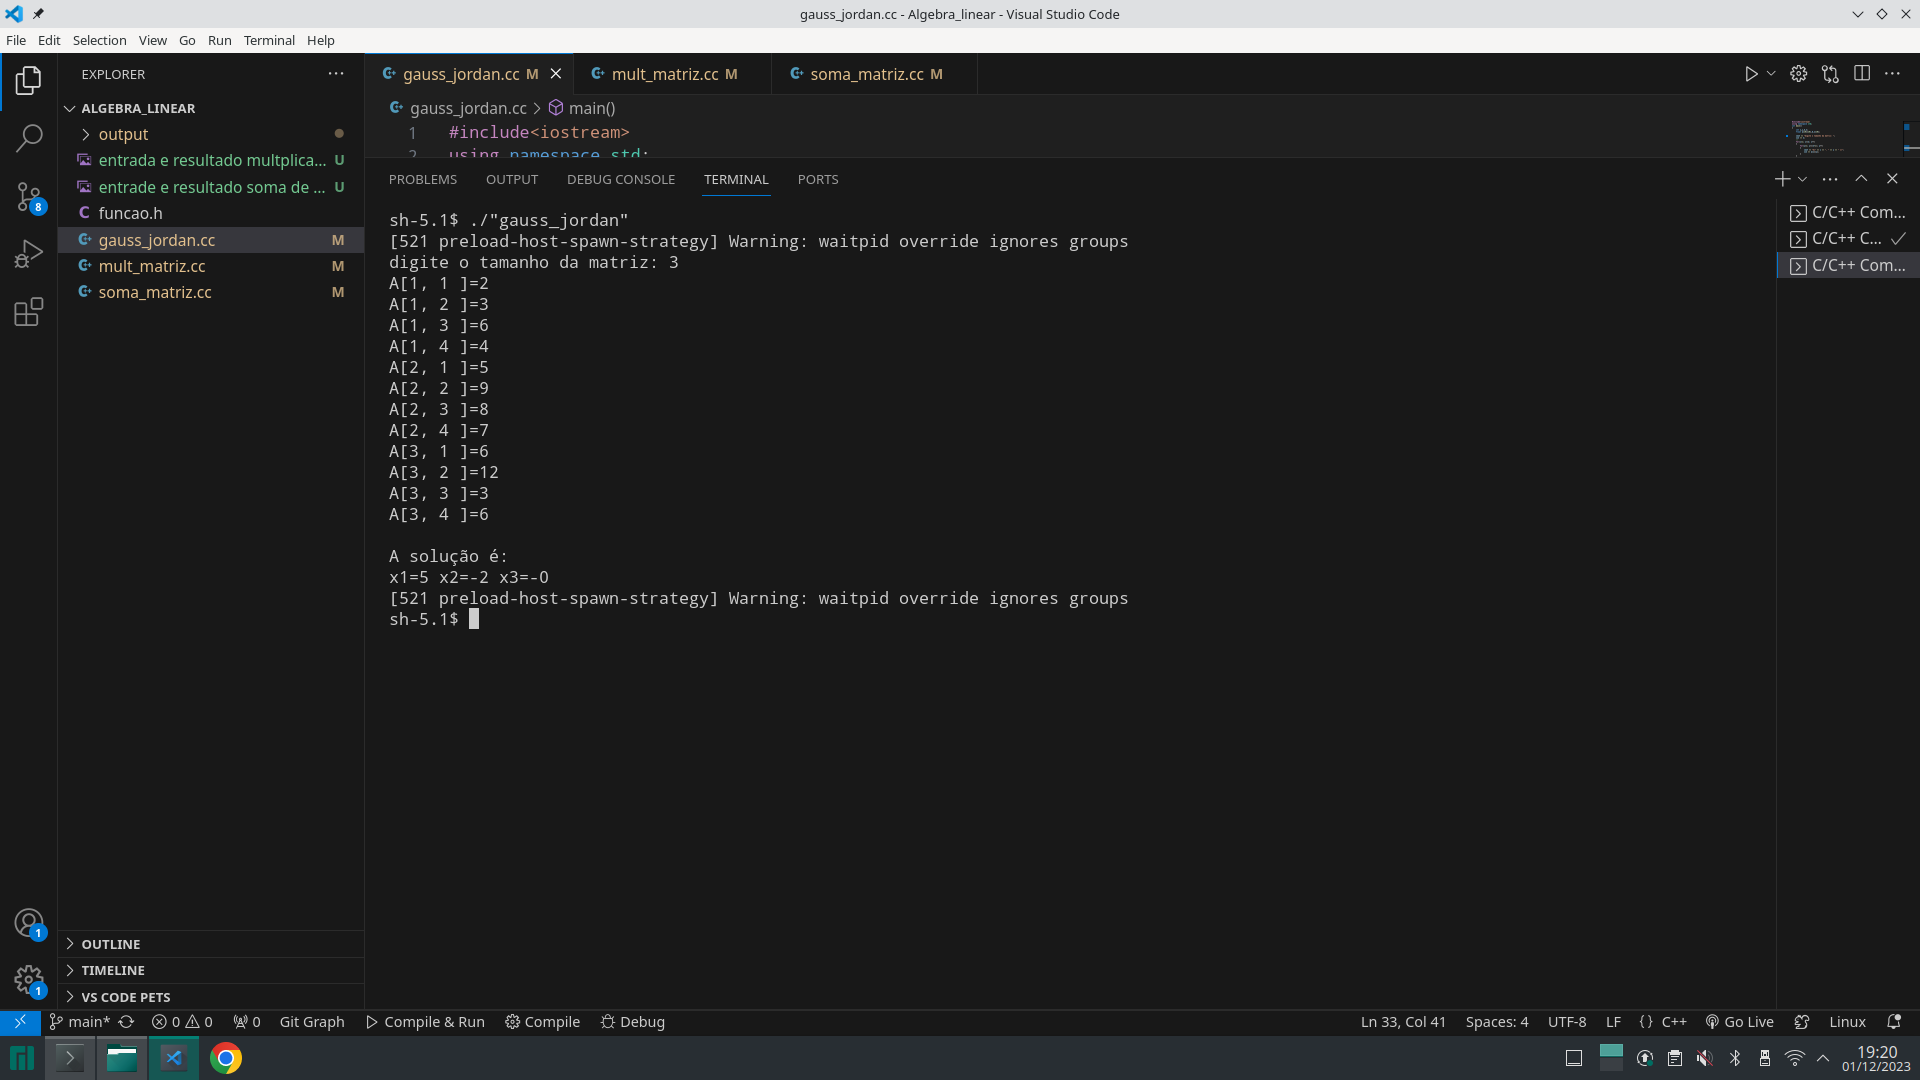 gauss_jordan.cc - Algebra_linear - Visual Studio Code
File Edit Selection View Go Run Terminal Help
EXPLORER
ALGEBRA_LINEAR
output
entrada e resultado multplica... U
entrade e resultado soma de ... U
funcao.h
gauss_jordan.cc M
mult_matriz.cc M
soma_matriz.cc M
OUTLINE
TIMELINE
VS CODE PETS
8
1
1
gauss_jordan.cc M mult_matriz.cc M soma_matriz.cc M
gauss_jordan.cc > main()
1 #include<iostream>
2 using namespace std;
PROBLEMS OUTPUT DEBUG CONSOLE TERMINAL PORTS
sh-5.1$ ./"gauss_jordan"
[521 preload-host-spawn-strategy] Warning: waitpid override ignores groups
digite o tamanho da matriz: 3
A[1, 1 ]=2
A[1, 2 ]=3
A[1, 3 ]=6
A[1, 4 ]=4
A[2, 1 ]=5
A[2, 2 ]=9
A[2, 3 ]=8
A[2, 4 ]=7
A[3, 1 ]=6
A[3, 2 ]=12
A[3, 3 ]=3
A[3, 4 ]=6
A solução é:
x1=5 x2=-2 x3=-0
[521 preload-host-spawn-strategy] Warning: waitpid override ignores groups
sh-5.1$
C/C++ Com...
C/C++ C...
C/C++ Com...
main* 0 0 0 Git Graph Compile & Run Compile Debug Ln 33, Col 41 Spaces: 4 UTF-8 LF {} C++ Go Live Linux
19:20
01/12/2023